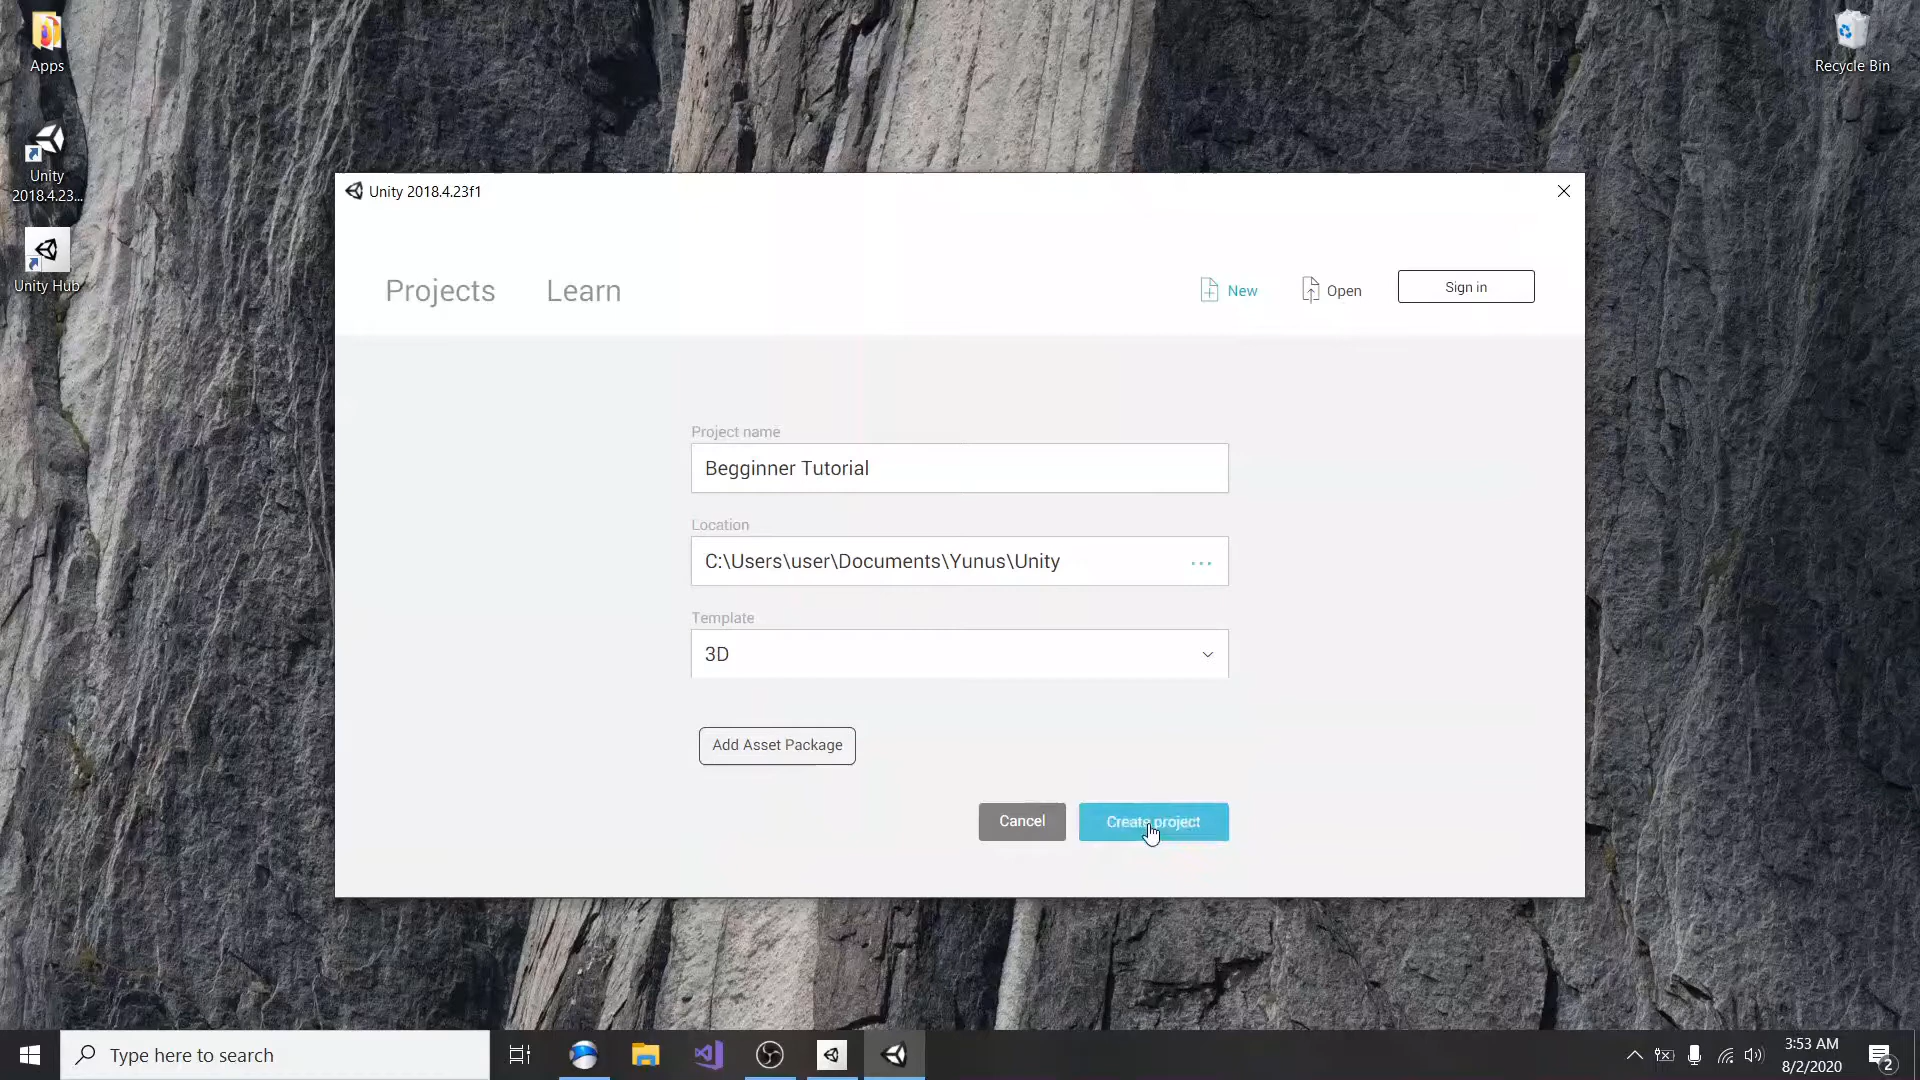 Apps
Recycle Bin
Unity
2018.4.23...
Unity Hub
Unity 2018.4.23f1
Projects
Learn
New
Open
Sign in
Project name
Begginner Tutorial
Location
C:\Users\user\Documents\Yunus\Unity
...
Template
3D
Add Asset Package
Cancel
Create project
Type here to search
3:53 AM
8/2/2020
2